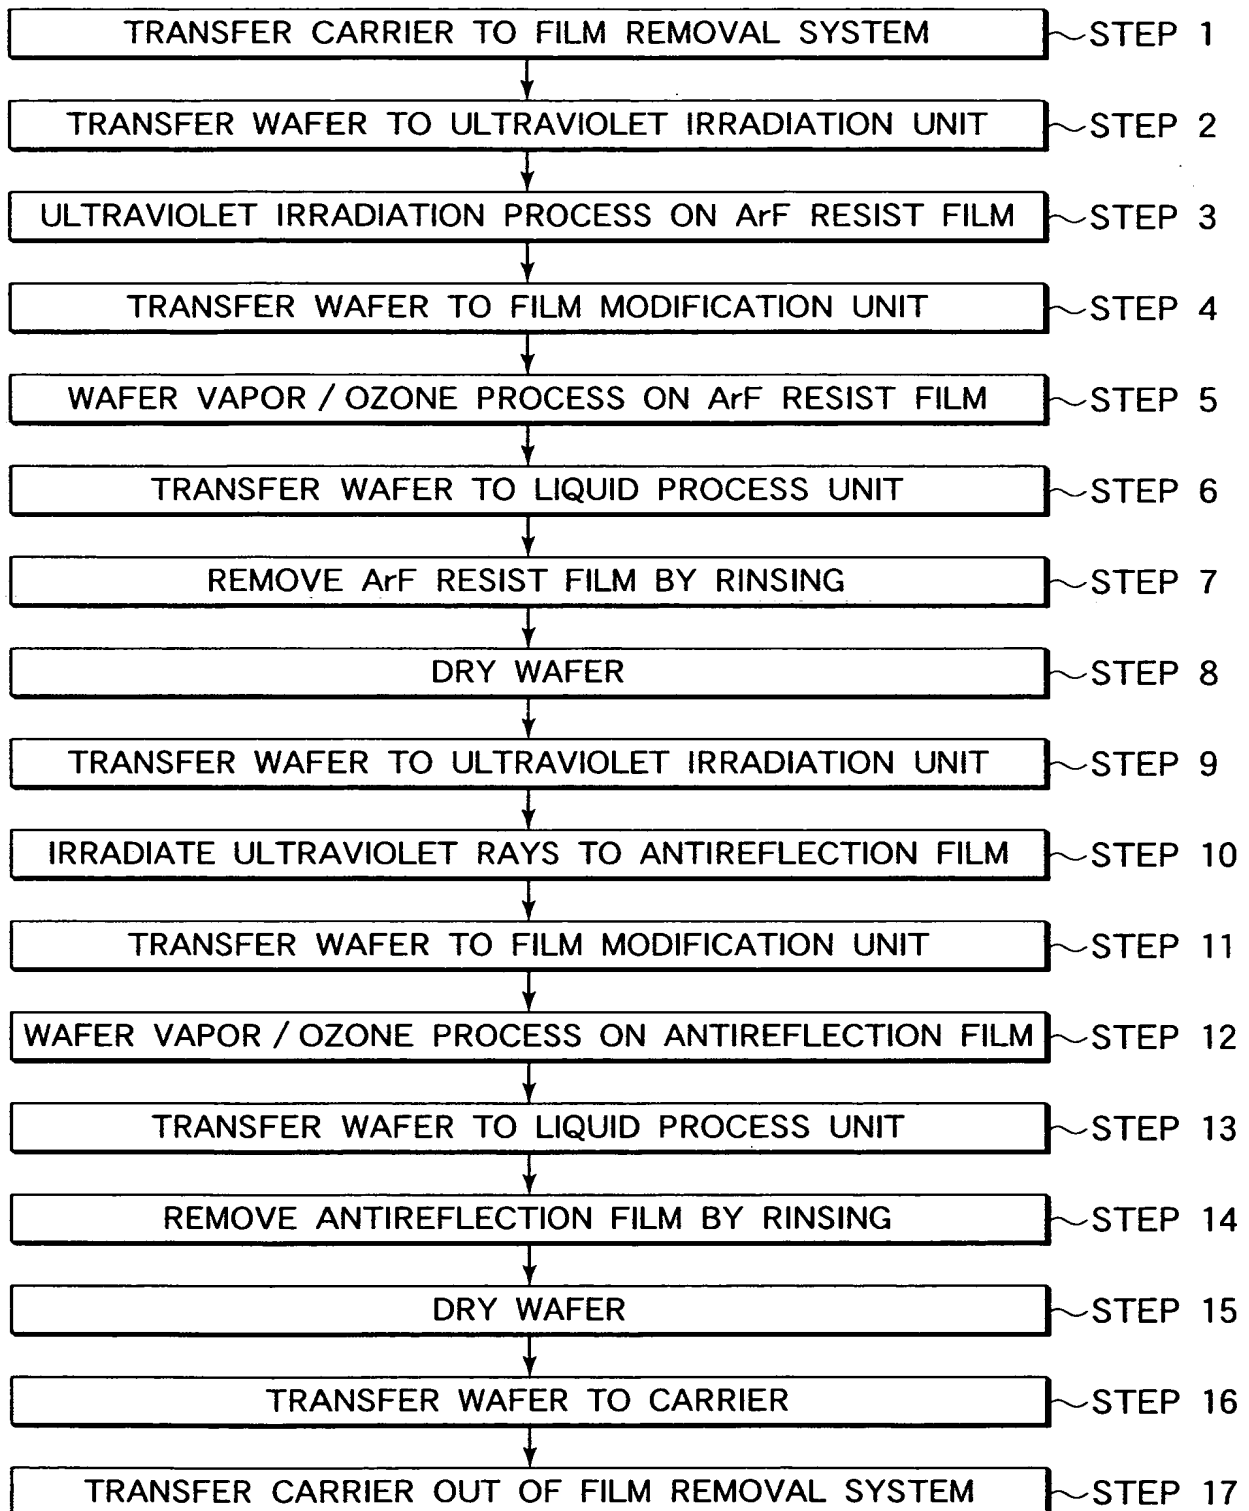 TRANSFER CARRIER TO FILM REMOVAL SYSTEM STEP 1
TRANSFER WAFER TO ULTRAVIOLET IRRADIATION UNIT STEP 2
ULTRAVIOLET IRRADIATION PROCESS ON ArF RESIST FILM STEP 3
TRANSFER WAFER TO FILM MODIFICATION UNIT STEP 4
WAFER VAPOR / OZONE PROCESS ON ArF RESIST FILM STEP 5
TRANSFER WAFER TO LIQUID PROCESS UNIT STEP 6
REMOVE ArF RESIST FILM BY RINSING STEP 7
DRY WAFER STEP 8
TRANSFER WAFER TO ULTRAVIOLET IRRADIATION UNIT STEP 9
IRRADIATE ULTRAVIOLET RAYS TO ANTIREFLECTION FILM STEP 10
TRANSFER WAFER TO FILM MODIFICATION UNIT STEP 11
WAFER VAPOR / OZONE PROCESS ON ANTIREFLECTION FILM STEP 12
TRANSFER WAFER TO LIQUID PROCESS UNIT STEP 13
REMOVE ANTIREFLECTION FILM BY RINSING STEP 14
DRY WAFER STEP 15
TRANSFER WAFER TO CARRIER STEP 16
TRANSFER CARRIER OUT OF FILM REMOVAL SYSTEM STEP 17